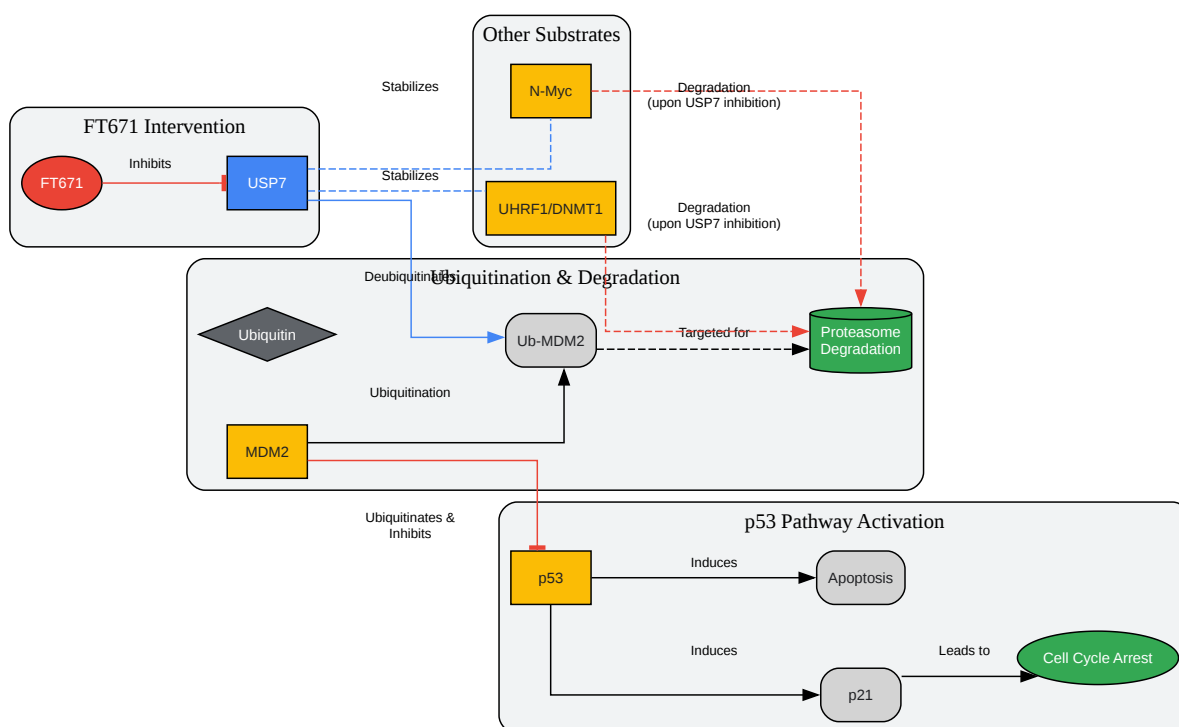 Other Substrates
Stabilizes
N-Myc
Degradation
(upon USP7 inhibition)
FT671 Intervention
Inhibits
FT671
USP7
Stabilizes
UHRF1/DNMT1
Degradation
(upon USP7 inhibition)
Deubiquitinates
Ubiquitination & Degradation
Ubiquitin
Ub-MDM2
Targeted for
Proteasome
Degradation
Ubiquitination
MDM2
Ubiquitinates &
Inhibits
p53 Pathway Activation
p53
Induces
Apoptosis
Induces
p21
Leads to
Cell Cycle Arrest